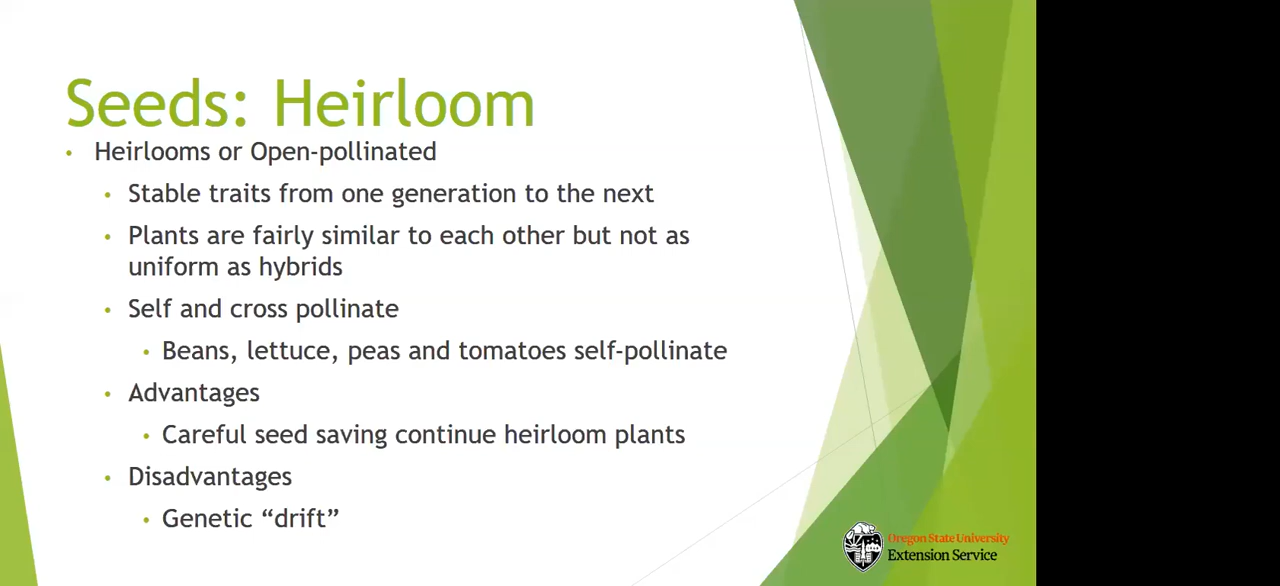 Seeds: Heirloom
• Heirlooms or Open-pollinated
• Stable traits from one generation to the next
• Plants are fairly similar to each other but not as
uniform as hybrids
• Self and cross pollinate
• Beans, lettuce, peas and tomatoes self-pollinate
• Advantages
• Careful seed saving continue heirloom plants
• Disadvantages
• Genetic “drift”
Oregon State University
Extension Service